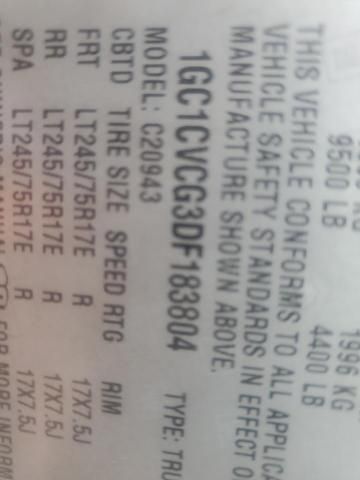 1996 KG
9500 LB 4400 LB
THIS VEHICLE CONFORMS TO ALL
VEHICLE SAFETY STANDARDS IN EFFECT
MANUFACTURE SHOWN ABOVE.
1GC1CVCG3DF183804 TYPE:
MODEL: C20943
CBTD TIRE SIZE SPEED RTG RIM
FRT LT245/75R17E R 17X7.5J
RR LT245/75R17E R 17X7.5J
SPA LT245/75R17E R 17X7.5J
FOR MORE